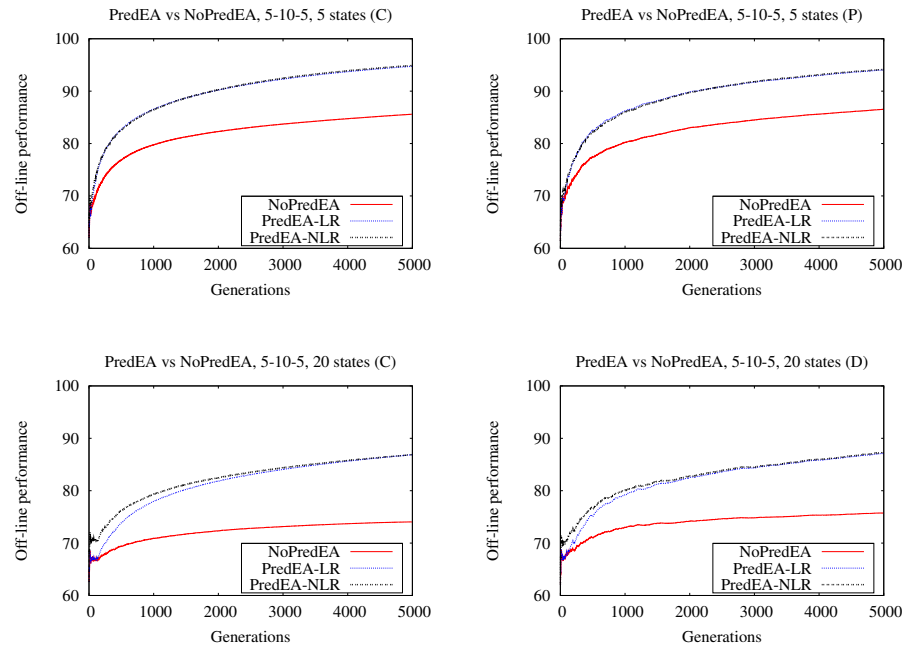 PredEA vs NoPredEA, 5-10-5, 5 states (C)
100
90
80
70
60
Off-line performance
NoPredEA
PredEA-LR
PredEA-NLR
0 1000 2000 3000 4000 5000
Generations
PredEA vs NoPredEA, 5-10-5, 5 states (P)
100
90
80
70
60
Off-line performance
NoPredEA
PredEA-LR
PredEA-NLR
0 1000 2000 3000 4000 5000
Generations
PredEA vs NoPredEA, 5-10-5, 20 states (C)
100
90
80
70
60
Off-line performance
NoPredEA
PredEA-LR
PredEA-NLR
0 1000 2000 3000 4000 5000
Generations
PredEA vs NoPredEA, 5-10-5, 20 states (D)
100
90
80
70
60
Off-line performance
NoPredEA
PredEA-LR
PredEA-NLR
0 1000 2000 3000 4000 5000
Generations